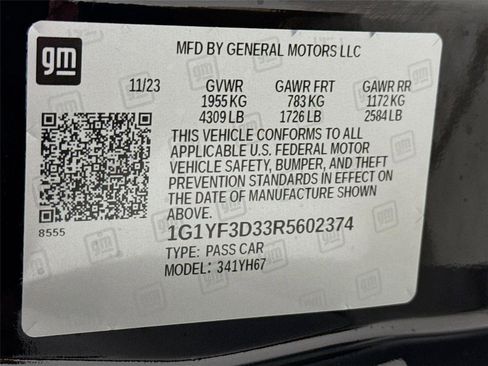 gm
MFD BY GENERAL MOTORS LLC
11/23 GVWR GAWR FRT GAWR RR
1955 KG 783 KG 1172 KG
4309 LB 1726 LB 2584 LB
THIS VEHICLE CONFORMS TO ALL
APPLICABLE U.S. FEDERAL MOTOR
VEHICLE SAFETY, BUMPER, AND THEFT
PREVENTION STANDARDS IN EFFECT ON
THE DATE OF MANUFACTURE SHOWN
ABOVE.
8555
1G1YF3D33R5602374
TYPE: PASS CAR
MODEL: 341YH67